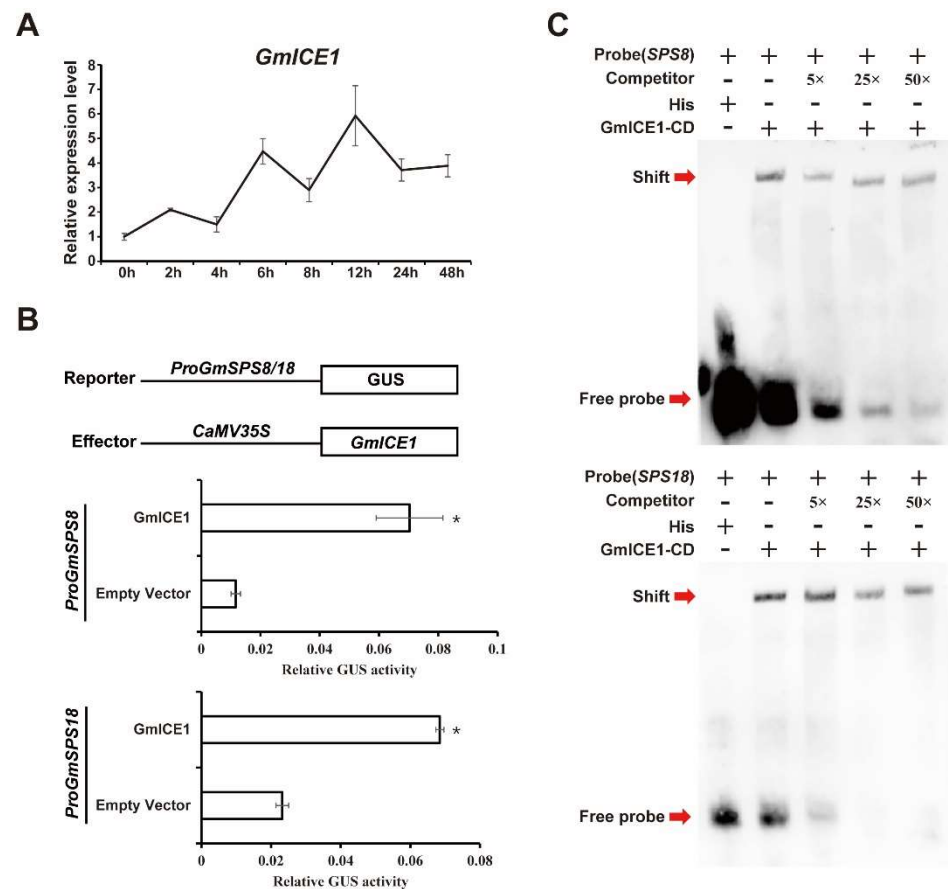 A
GmICE1
Relative expression level
8
7
6
5
4
3
2
1
0
0h 2h 4h 6h 8h 12h 24h 48h
B
Reporter ProGmSPS8/18 GUS
Effector CaMV35S GmICE1
ProGmSPS8
GmICE1 *
Empty Vector
0 0.02 0.04 0.06 0.08 0.1
Relative GUS activity
ProGmSPS18
GmICE1 *
Empty Vector
0 0.02 0.04 0.06 0.08
Relative GUS activity
C
Probe(SPS8) + + + + +
Competitor - - 5× 25× 50×
His + - - - -
GmICE1-CD - + + + +
Shift
Free probe
Probe(SPS18) + + + + +
Competitor - - 5× 25× 50×
His + - - - -
GmICE1-CD - + + + +
Shift
Free probe